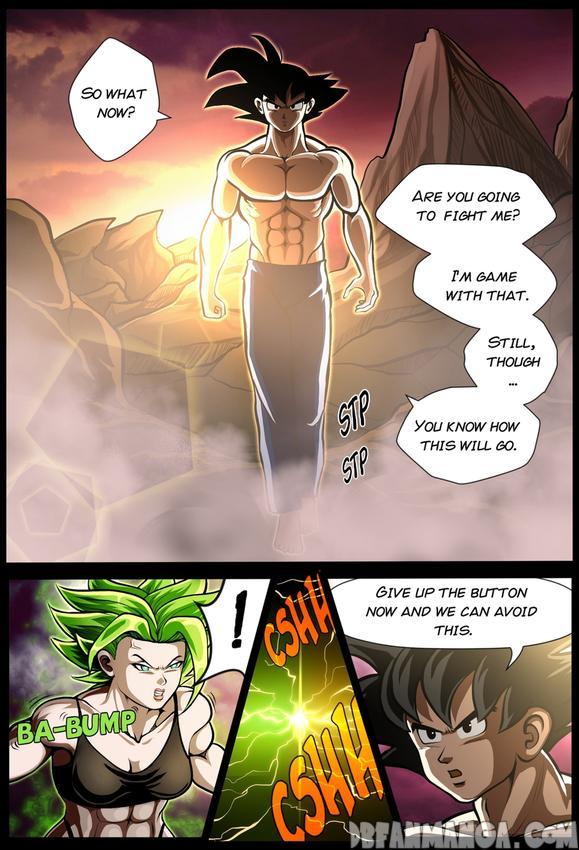 SO WHAT
NOW?
ARE YOU GOING
TO FIGHT ME?
I'M GAME
WITH THAT.
STILL,
THOUGH
...
YOU KNOW HOW
THIS WILL GO.
STP
STP
!
BA-BUMP
CSHH
CSHH
GIVE UP THE BUTTON
NOW AND WE CAN AVOID
THIS.
DBFANMANGA.COM